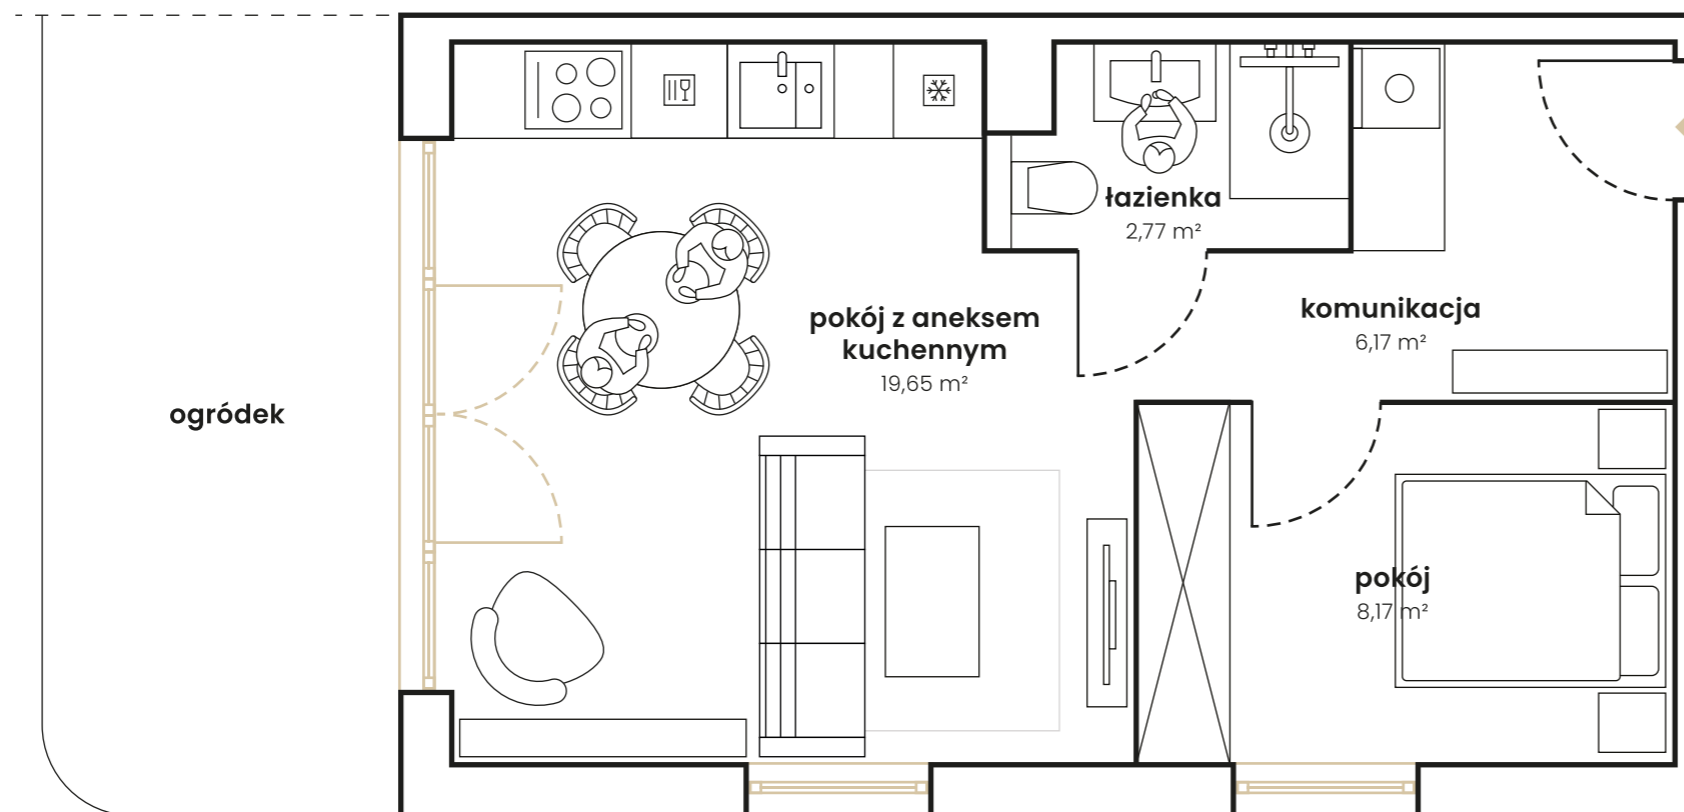 łazienka
2,77 m²
pokój z aneksem
kuchennym
19,65 m²
komunikacja
6,17 m²
ogródek
pokój
8,17 m²